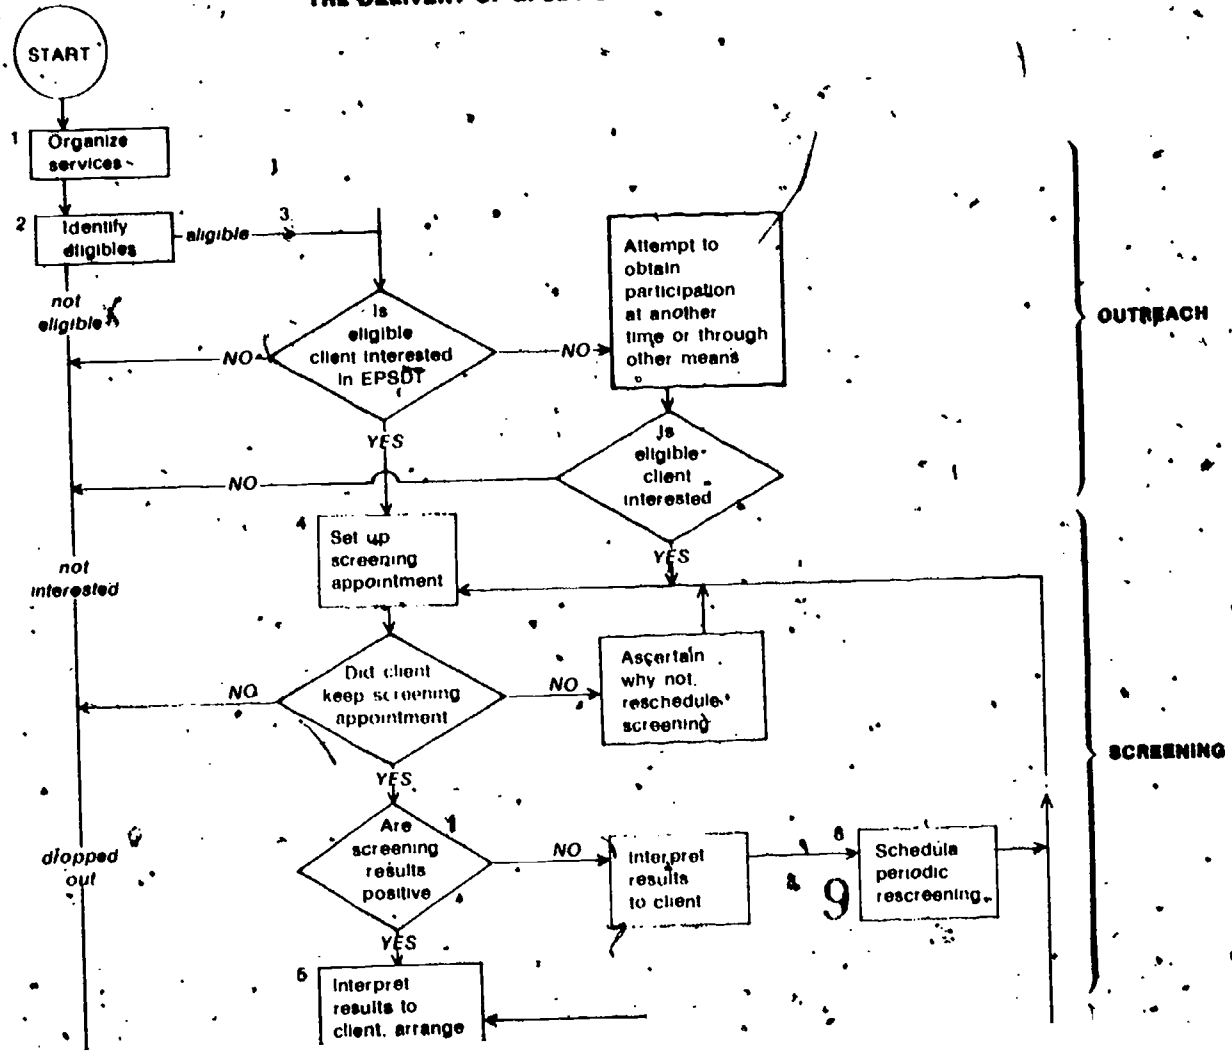 THE DELIVERY OF
START
1
Organize
services
2
Identify
eligibles
eligible
3
not
eligible
Is
eligible
client interested
in EPSDT
NO
NO
Attempt to
obtain
participation
at another
time or through
other means
OUTREACH
YES
Is
eligible
client
interested
NO
4
Set up
screening
appointment
YES
not
interested
Did client
keep screening
appointment
NO
NO
Ascertain
why not,
reschedule
screening
SCREENING
YES
Are
screening
results
positive
NO
Interpret
results
to client
6
Schedule
periodic
rescreening
9
dropped
out
YES
5
Interpret
results to
client, arrange